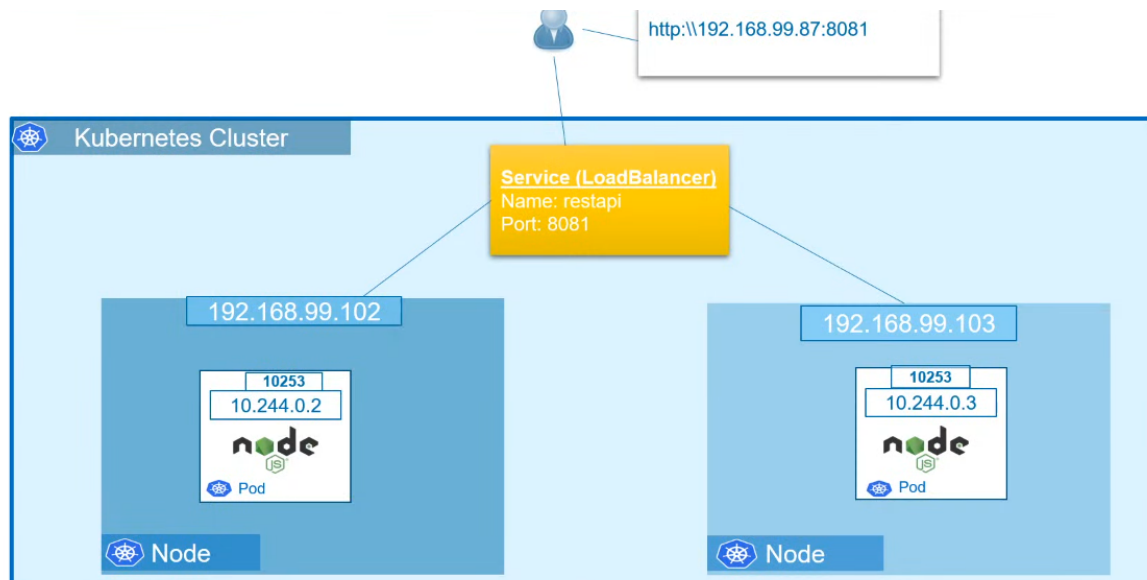 http:\\192.168.99.87:8081
Kubernetes Cluster
Service (LoadBalancer)
Name: restapi
Port: 8081
192.168.99.102
192.168.99.103
10253
10.244.0.2
node
JS
Pod
10253
10.244.0.3
node
JS
Pod
Node
Node